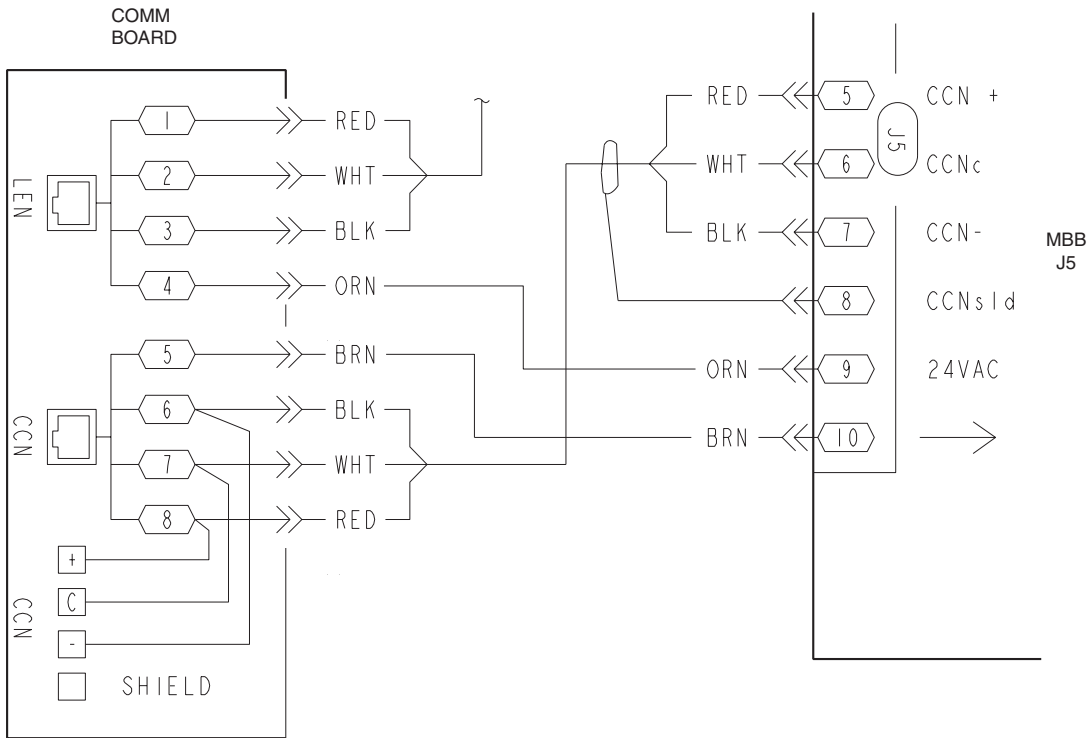 COMM
BOARD
LEN
1 RED
2 WHT
3 BLK
4 ORN
CCN
5 BRN
6 BLK
7 WHT
8 RED
CCN
+
C
-
SHIELD
RED 5 CCN +
WHT 6 CCNc
BLK 7 CCN-
8 CCNsld
ORN 9 24VAC
BRN 10
J5
MBB
J5